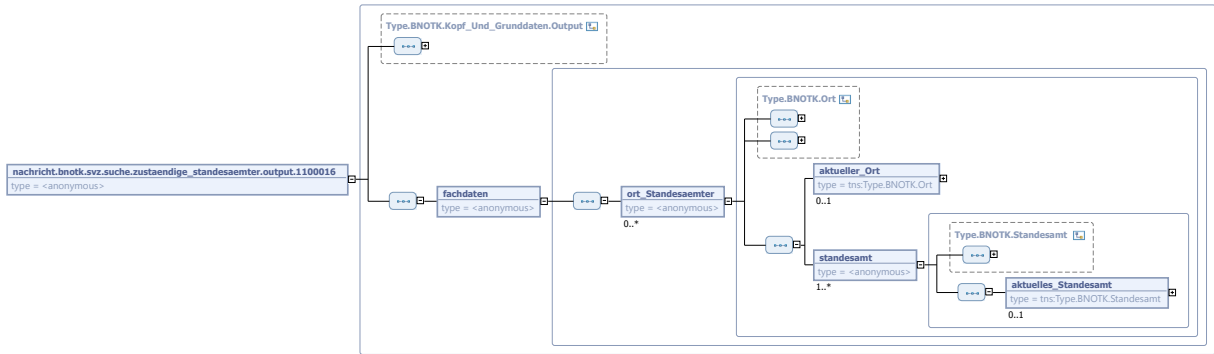 Type.BNOTK.Kopf_Und_Grunddaten.Output
Type.BNOTK.Ort
nachricht.bnotk.svz.suche.zustaendige_standesaemter.output.1100016
type = <anonymous>
fachdaten
type = <anonymous>
ort_Standesaemter
type = <anonymous>
0..*
aktueller_Ort
type = tns:Type.BNOTK.Ort
0..1
standesamt
type = <anonymous>
1..*
Type.BNOTK.Standesamt
aktuelles_Standesamt
type = tns:Type.BNOTK.Standesamt
0..1